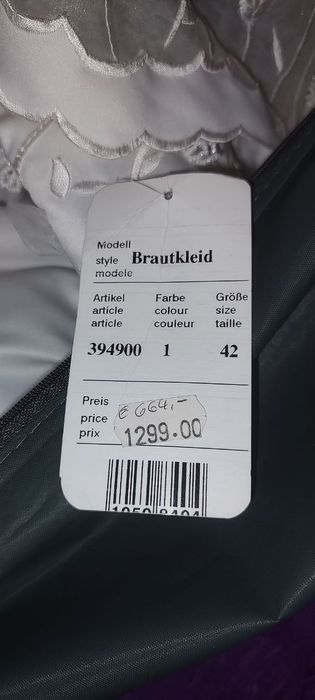 Modell
style Brautkleid
modele
Artikel Farbe Größe
article colour size
article couleur taille
394900 1 42
Preis
price € 664,-
prix 1299.00